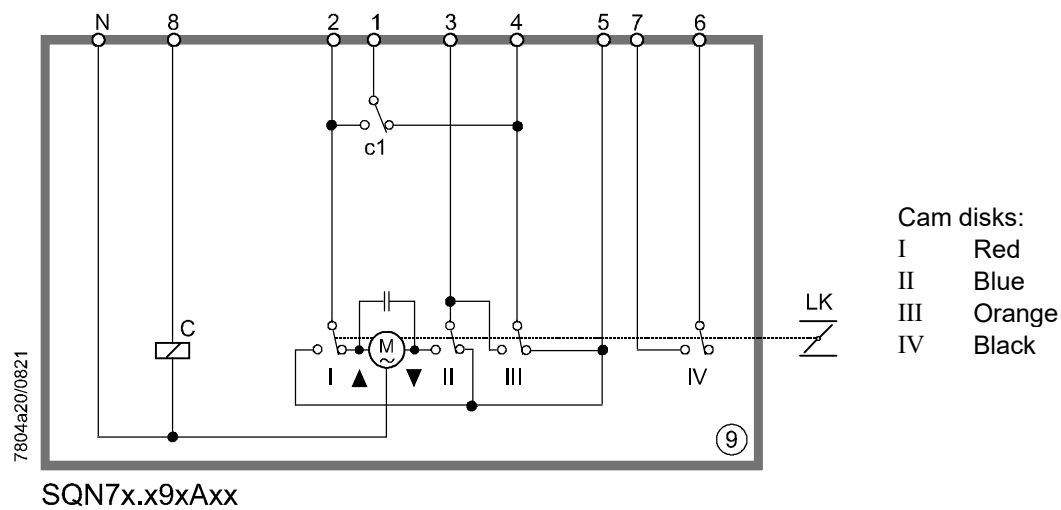 N 8 2 1 3 4 5 7 6
c1
Cam disks:
I Red
II Blue
III Orange
IV Black
LK
C
M
~
I ▲ ▼ II III IV
9
7804a20/0821
SQN7x.x9xAxx